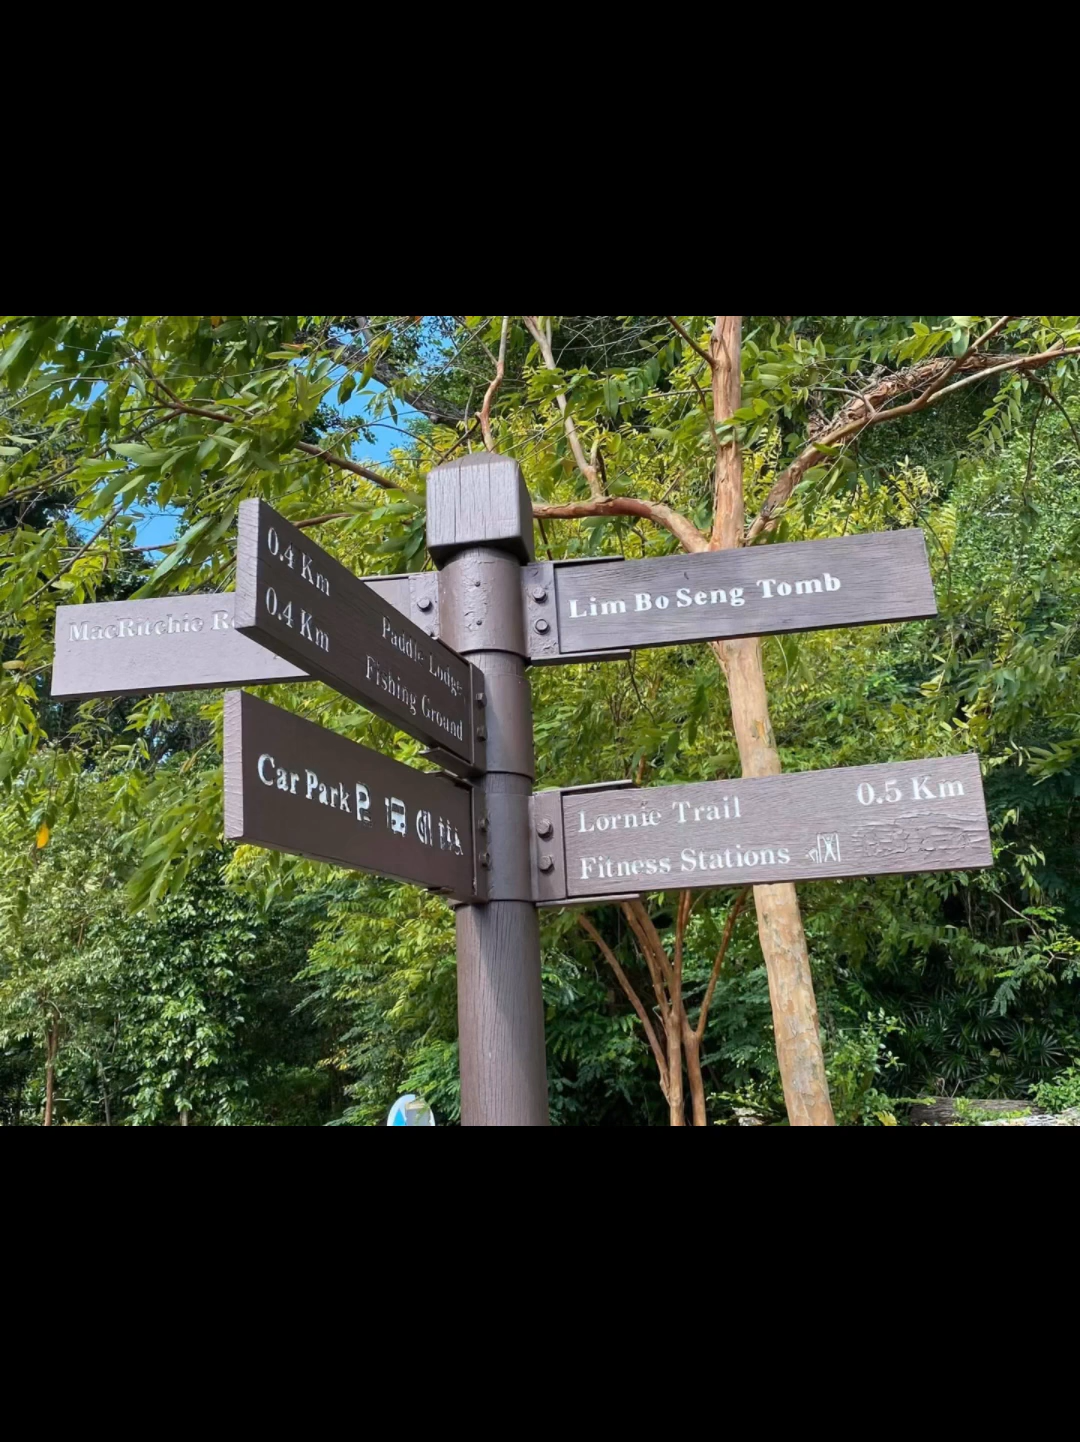 MacRitchie
0.4 Km Paddle Lodge
0.4 Km Fishing Ground
Lim Bo Seng Tomb
Car Park P
Lornie Trail 0.5 Km
Fitness Stations